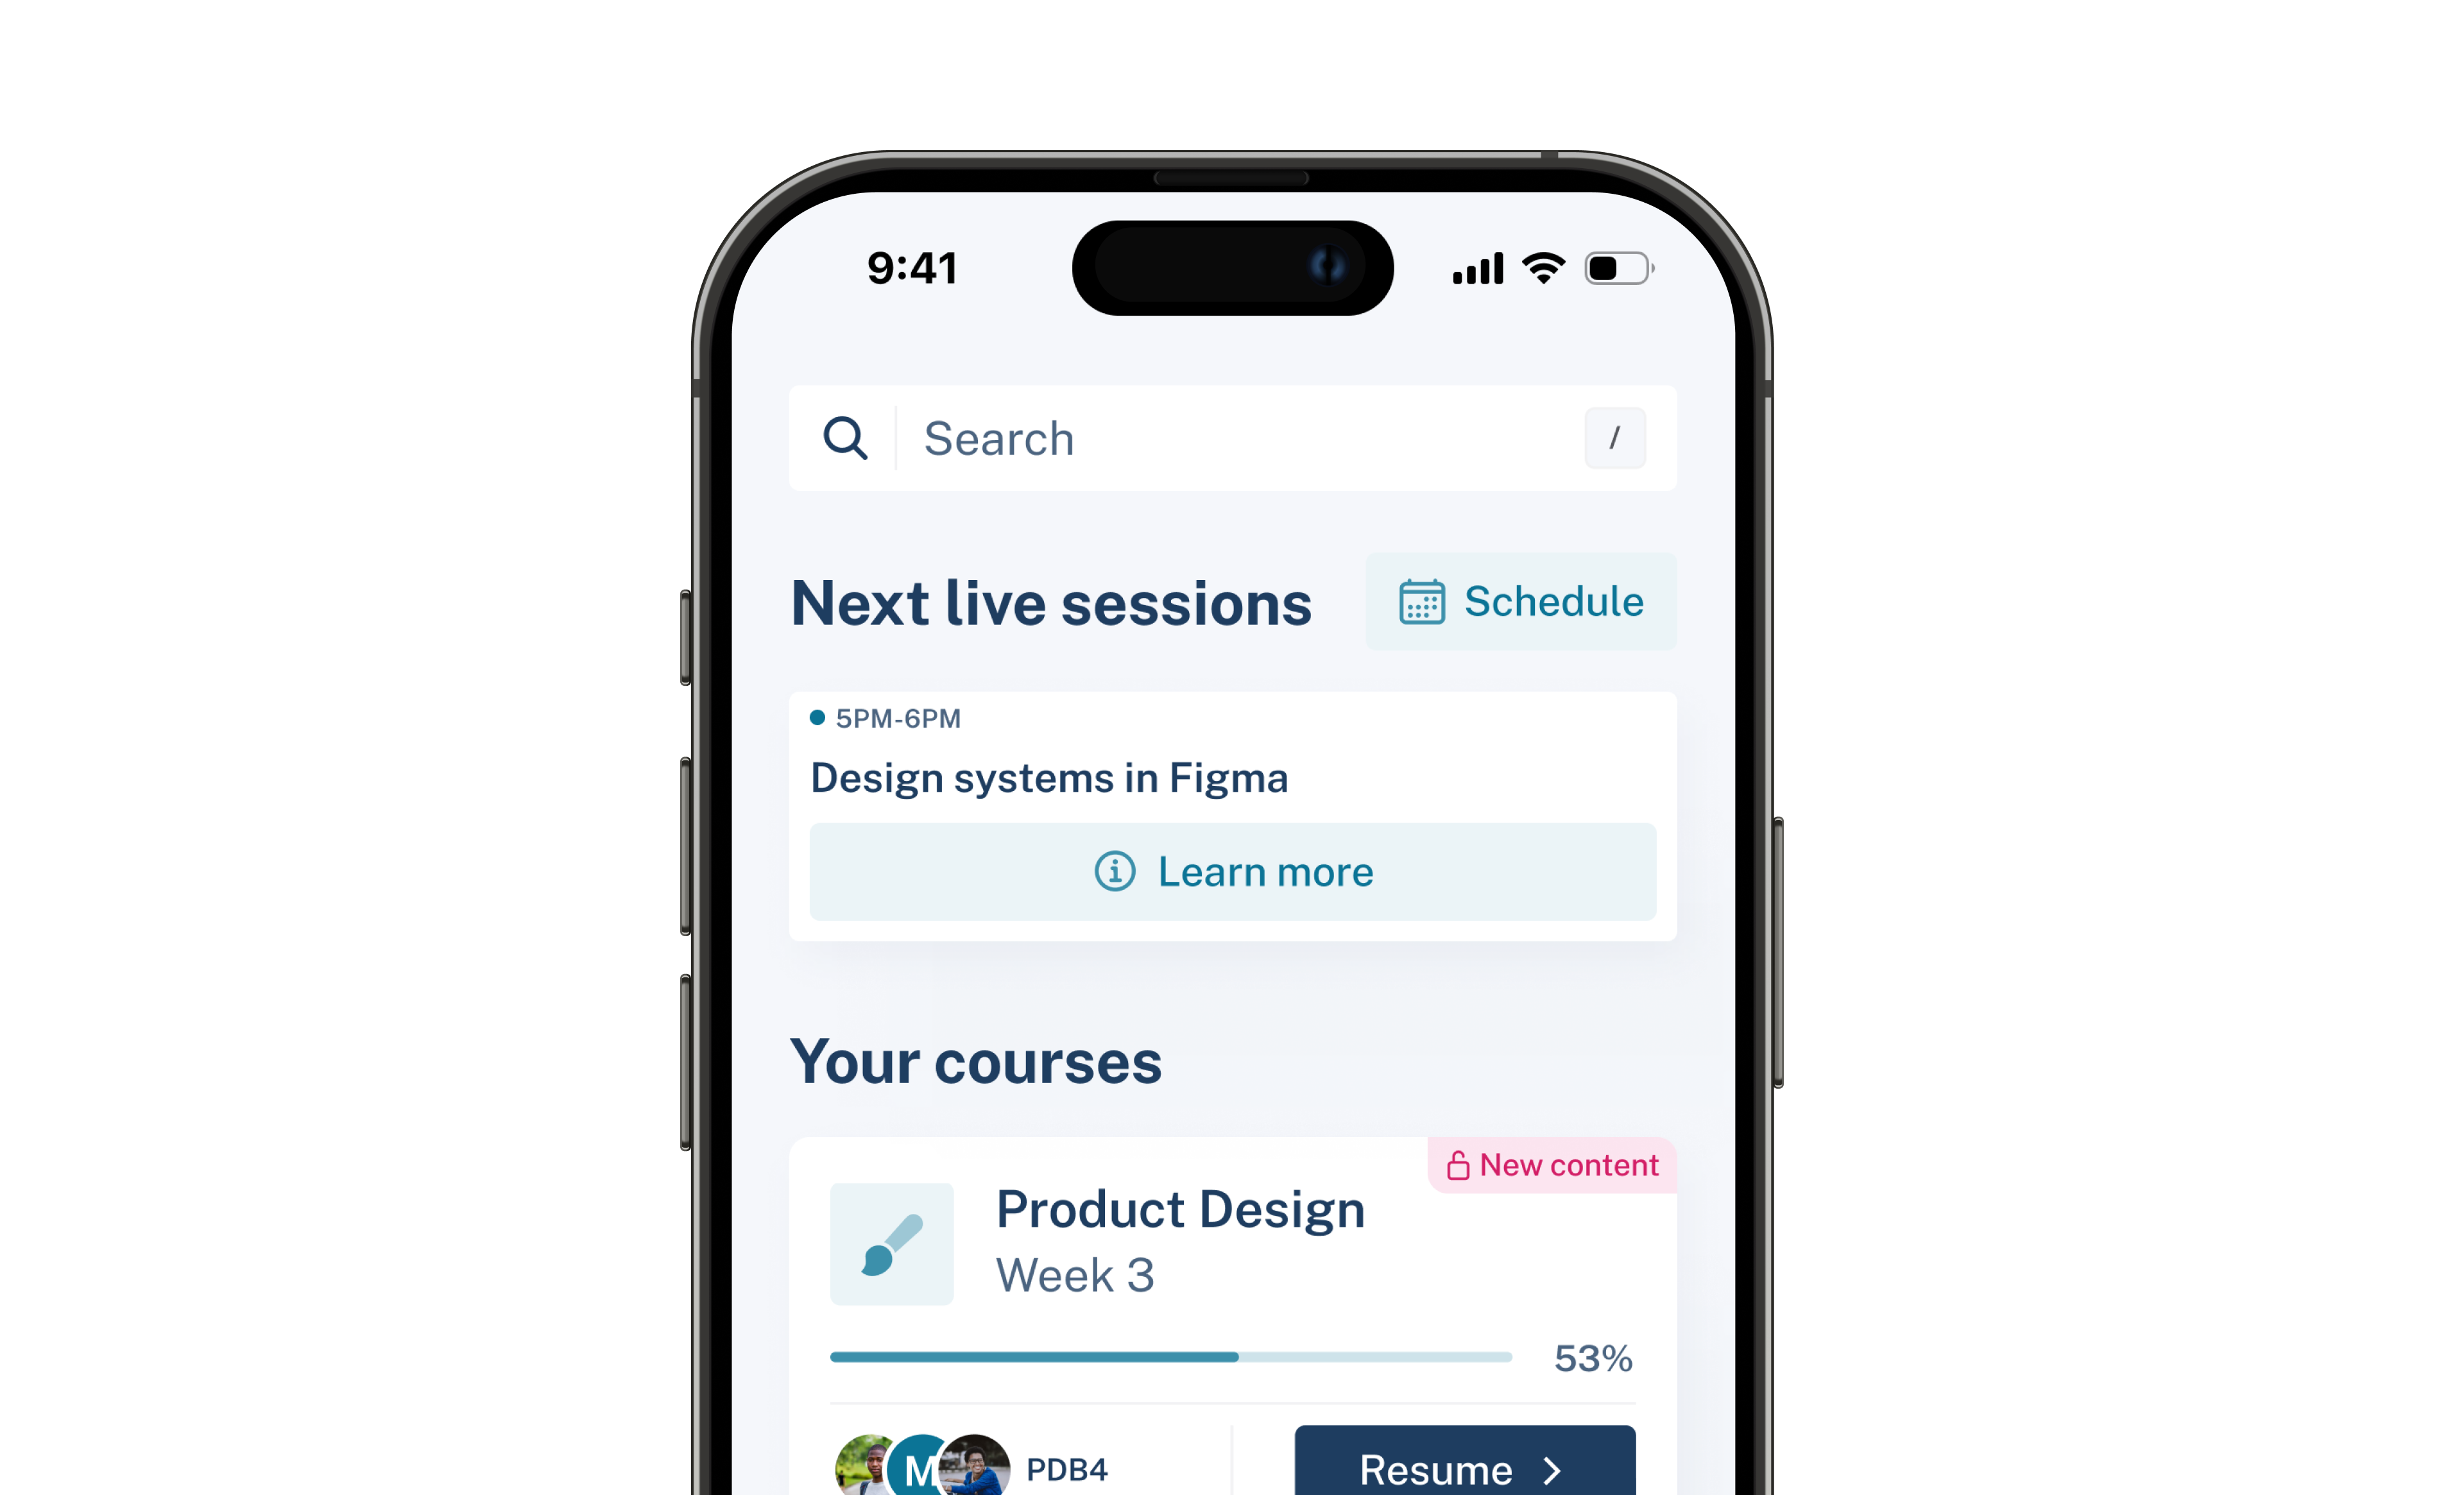 9:41
Search
/
Next live sessions
Schedule
5PM-6PM
Design systems in Figma
Learn more
Your courses
New content
Product Design
Week 3
53%
M
PDB4
Resume